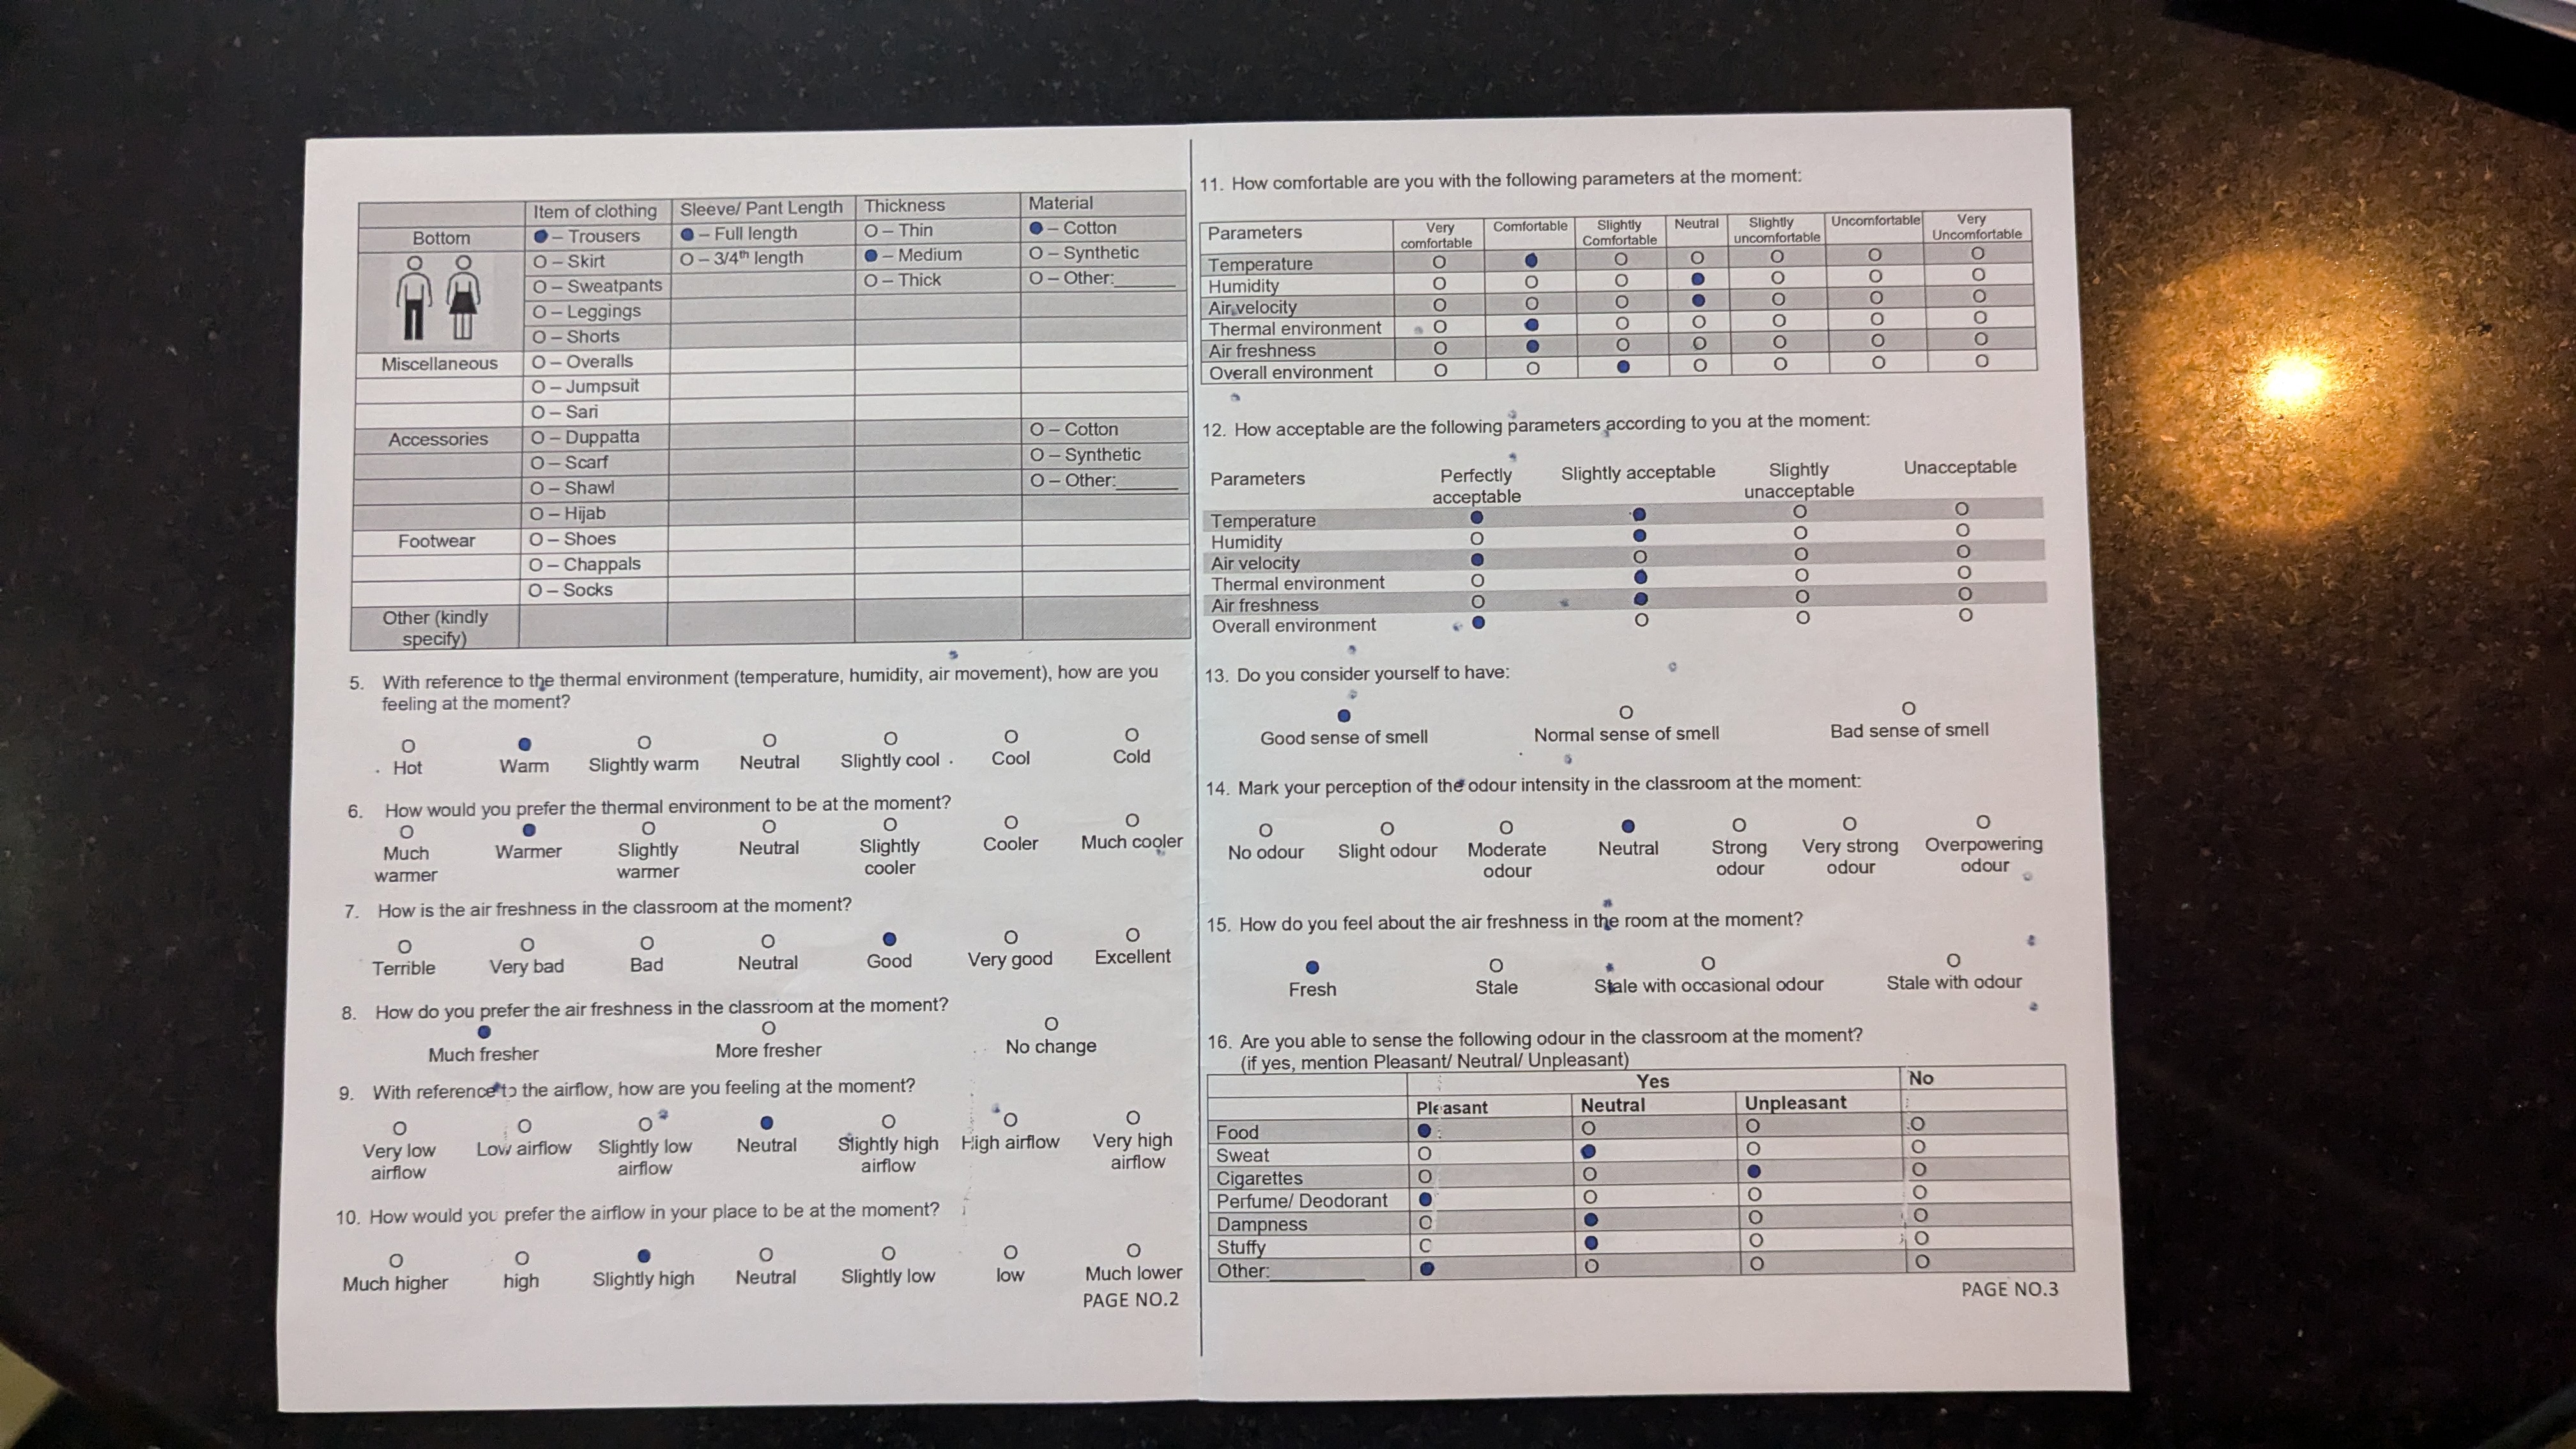 Item of clothing Sleeve/ Pant Length Thickness Material
Bottom ● – Trousers ● – Full length O – Thin ● – Cotton
O – Skirt O – 3/4th length ● – Medium O – Synthetic
O – Sweatpants O – Thick O – Other:______
O – Leggings
O – Shorts
Miscellaneous O – Overalls
O – Jumpsuit
O – Sari
Accessories O – Duppatta O – Cotton
O – Scarf O – Synthetic
O – Shawl O – Other:______
O – Hijab
Footwear O – Shoes
O – Chappals
O – Socks
Other (kindly
specify)
5. With reference to the thermal environment (temperature, humidity, air movement), how are you
feeling at the moment?
O ● O O O O O
Hot Warm Slightly warm Neutral Slightly cool Cool Cold
6. How would you prefer the thermal environment to be at the moment?
O ● O O O O O
Much Warmer Slightly Neutral Slightly Cooler Much cooler
warmer warmer cooler
7. How is the air freshness in the classroom at the moment?
O O O O ● O O
Terrible Very bad Bad Neutral Good Very good Excellent
8. How do you prefer the air freshness in the classroom at the moment?
● O O
Much fresher More fresher No change
9. With reference to the airflow, how are you feeling at the moment?
O O O ● O O O
Very low Low airflow Slightly low Neutral Slightly high High airflow Very high
airflow airflow airflow airflow
10. How would you prefer the airflow in your place to be at the moment?
O O ● O O O O
Much higher high Slightly high Neutral Slightly low low Much lower
PAGE NO.2
11. How comfortable are you with the following parameters at the moment:
Parameters Very Comfortable Slightly Neutral Slightly Uncomfortable Very
comfortable Comfortable uncomfortable Uncomfortable
Temperature O ● O O O O O
Humidity O O O ● O O O
Air velocity O O O ● O O O
Thermal environment O ● O O O O O
Air freshness O ● O O O O O
Overall environment O O ● O O O O
12. How acceptable are the following parameters according to you at the moment:
Parameters Perfectly Slightly acceptable Slightly Unacceptable
acceptable unacceptable
Temperature ● ● O O
Humidity O ● O O
Air velocity ● O O O
Thermal environment O ● O O
Air freshness O ● O O
Overall environment ● O O O
13. Do you consider yourself to have:
● O O
Good sense of smell Normal sense of smell Bad sense of smell
14. Mark your perception of the odour intensity in the classroom at the moment:
O O O ● O O O
No odour Slight odour Moderate Neutral Strong Very strong Overpowering
odour odour odour odour
15. How do you feel about the air freshness in the room at the moment?
● O O O
Fresh Stale Stale with occasional odour Stale with odour
16. Are you able to sense the following odour in the classroom at the moment?
(if yes, mention Pleasant/ Neutral/ Unpleasant)
Yes No
Pleasant Neutral Unpleasant
Food ● O O O
Sweat O ● O O
Cigarettes O O ● O
Perfume/ Deodorant ● O O O
Dampness O ● O O
Stuffy O ● O O
Other:__________ ● O O O
PAGE NO.3